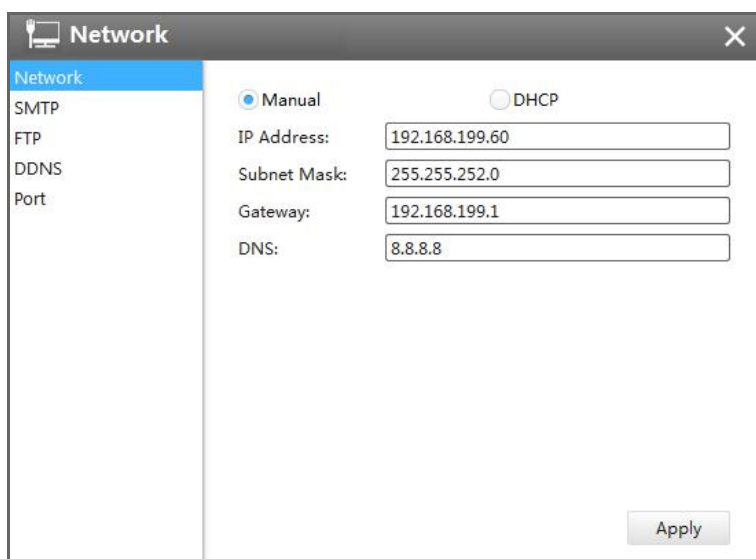 Network
Network
SMTP
FTP
DDNS
Port
Manual DHCP
IP Address: 192.168.199.60
Subnet Mask: 255.255.252.0
Gateway: 192.168.199.1
DNS: 8.8.8.8
Apply